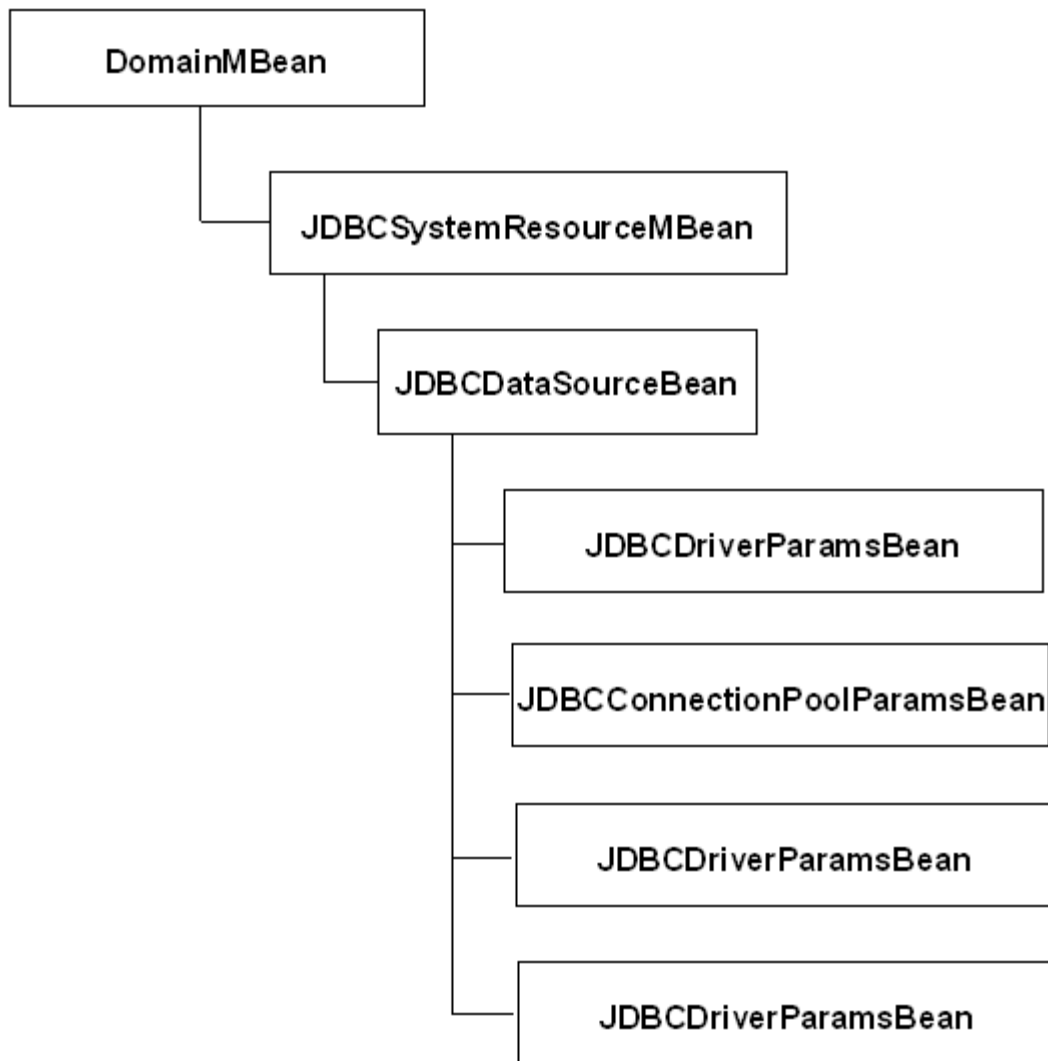 DomainMBean
JDBCSystemResourceMBean
JDBCDataSourceBean
JDBCDriverParamsBean
JDBCConnectionPoolParamsBean
JDBCDriverParamsBean
JDBCDriverParamsBean